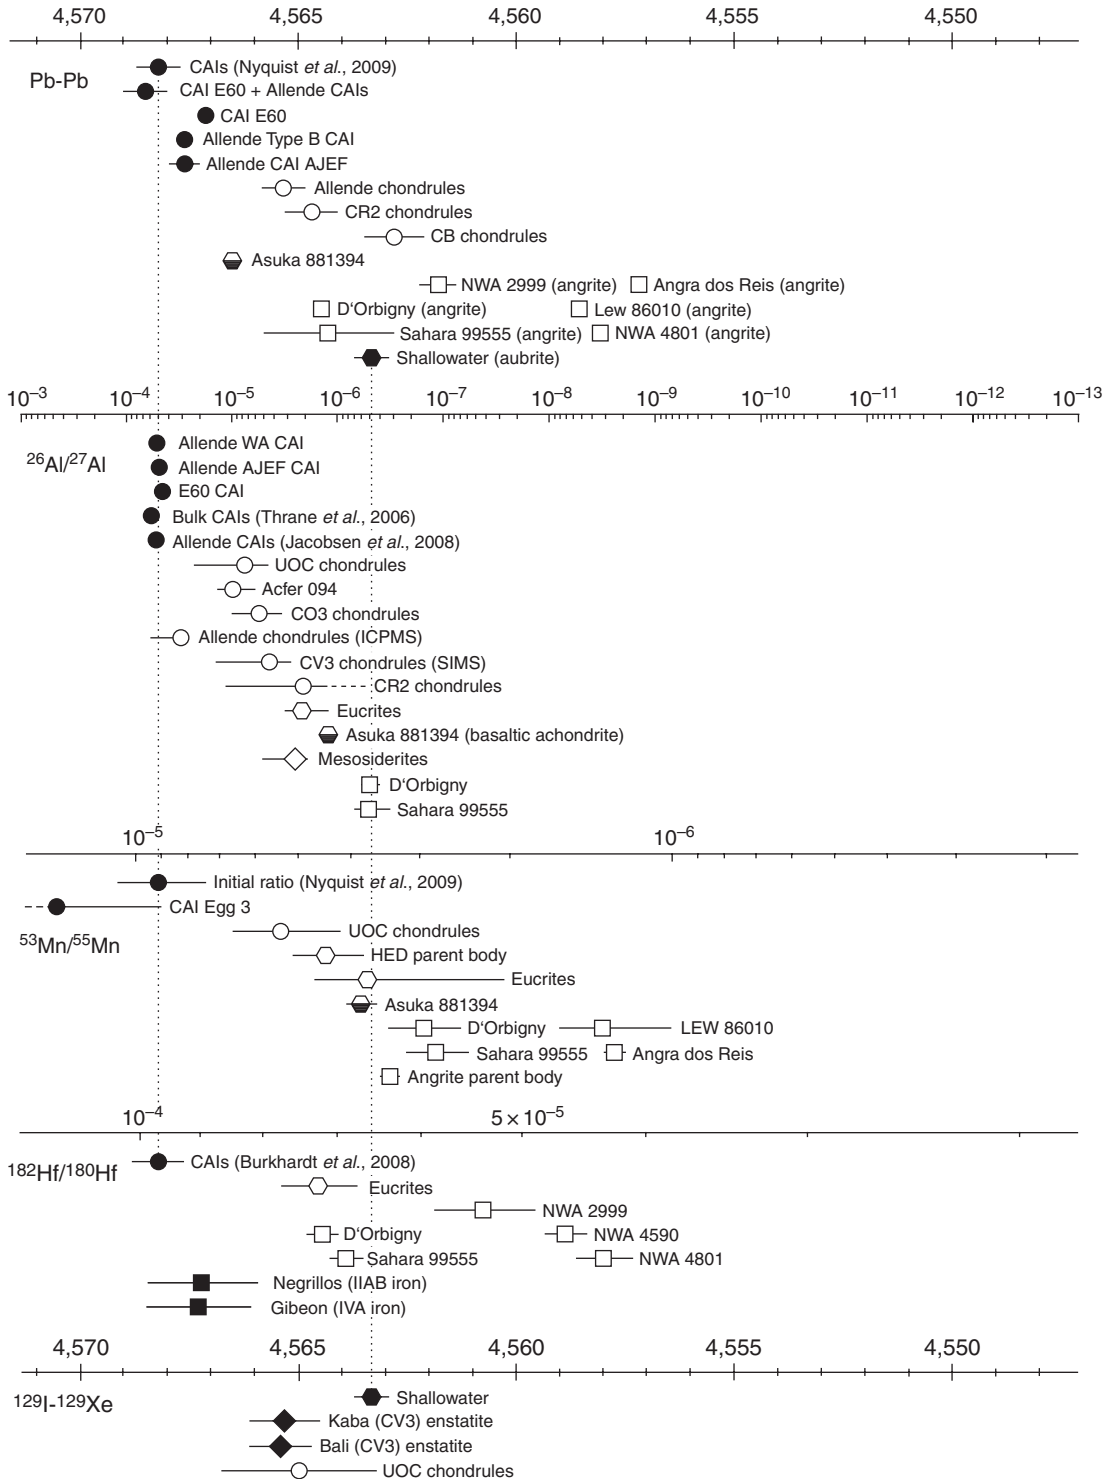 4,570 4,565 4,560 4,555 4,550
Pb-Pb
CAIs (Nyquist et al., 2009)
CAI E60 + Allende CAIs
CAI E60
Allende Type B CAI
Allende CAI AJEF
Allende chondrules
CR2 chondrules
CB chondrules
Asuka 881394
NWA 2999 (angrite) Angra dos Reis (angrite)
D‘Orbigny (angrite) Lew 86010 (angrite)
Sahara 99555 (angrite) NWA 4801 (angrite)
Shallowater (aubrite)
10⁻³ 10⁻⁴ 10⁻⁵ 10⁻⁶ 10⁻⁷ 10⁻⁸ 10⁻⁹ 10⁻¹⁰ 10⁻¹¹ 10⁻¹² 10⁻¹³
²⁶Al/²⁷Al
Allende WA CAI
Allende AJEF CAI
E60 CAI
Bulk CAIs (Thrane et al., 2006)
Allende CAIs (Jacobsen et al., 2008)
UOC chondrules
Acfer 094
CO3 chondrules
Allende chondrules (ICPMS)
CV3 chondrules (SIMS)
CR2 chondrules
Eucrites
Asuka 881394 (basaltic achondrite)
Mesosiderites
D‘Orbigny
Sahara 99555
10⁻⁵ 10⁻⁶
Initial ratio (Nyquist et al., 2009)
CAI Egg 3
⁵³Mn/⁵⁵Mn
UOC chondrules
HED parent body
Eucrites
Asuka 881394
D‘Orbigny LEW 86010
Sahara 99555 Angra dos Reis
Angrite parent body
10⁻⁴ 5 × 10⁻⁵
¹⁸²Hf/¹⁸⁰Hf
CAIs (Burkhardt et al., 2008)
Eucrites
NWA 2999
D‘Orbigny NWA 4590
Sahara 99555 NWA 4801
Negrillos (IIAB iron)
Gibeon (IVA iron)
4,570 4,565 4,560 4,555 4,550
¹²⁹I-¹²⁹Xe
Shallowater
Kaba (CV3) enstatite
Bali (CV3) enstatite
UOC chondrules